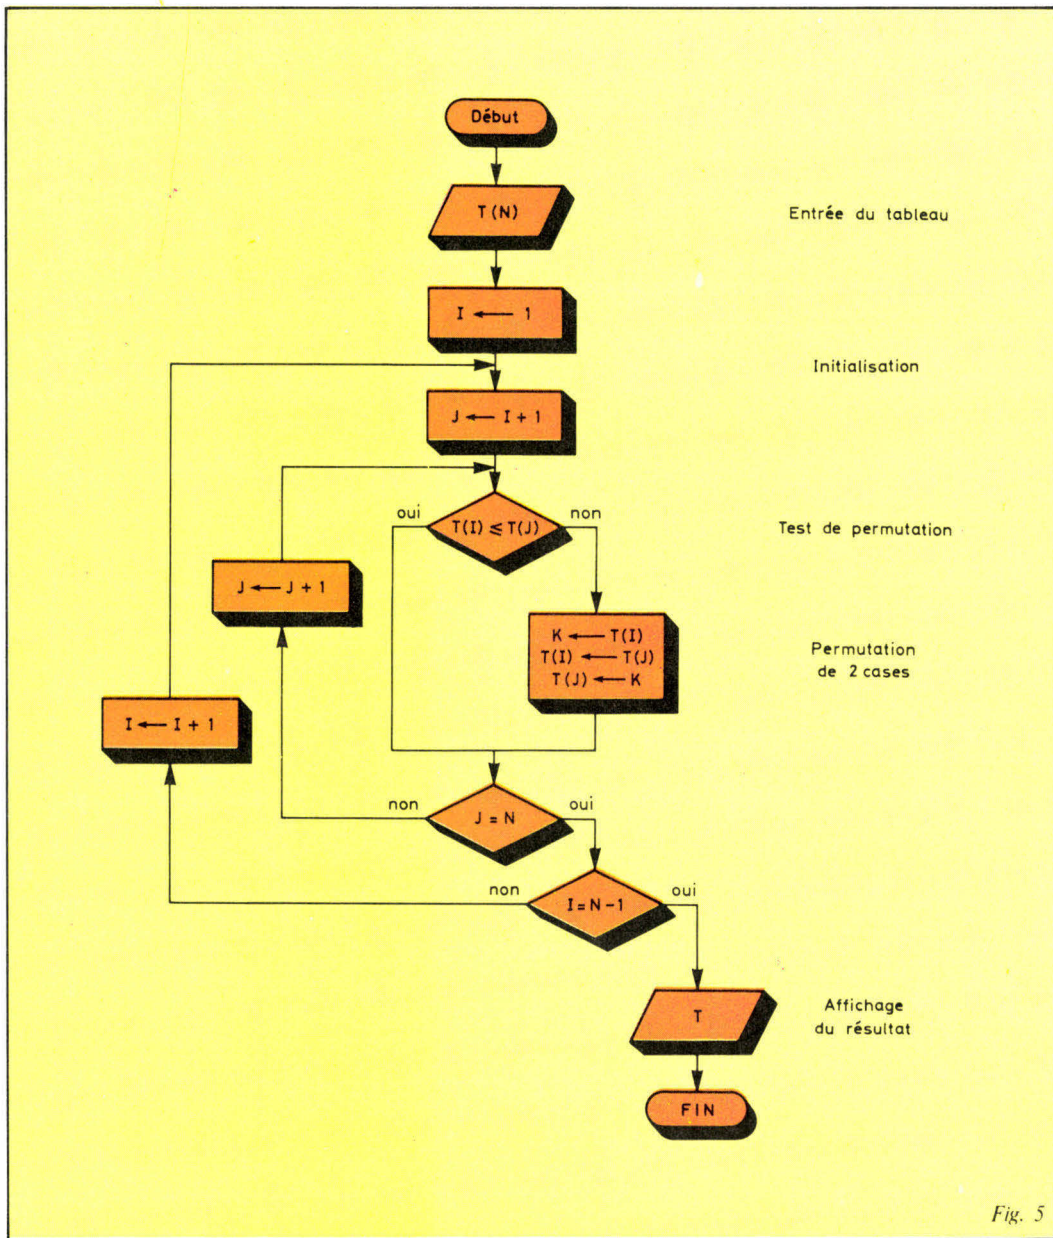 Début
T(N)
Entrée du tableau
I ← 1
Initialisation
J ← I + 1
oui
T(I) ≤ T(J)
non
Test de permutation
J ← J + 1
K ← T(I)
T(I) ← T(J)
T(J) ← K
Permutation
de 2 cases
I ← I + 1
non
J = N
oui
non
I = N - 1
oui
T
Affichage
du résultat
FIN
Fig. 5